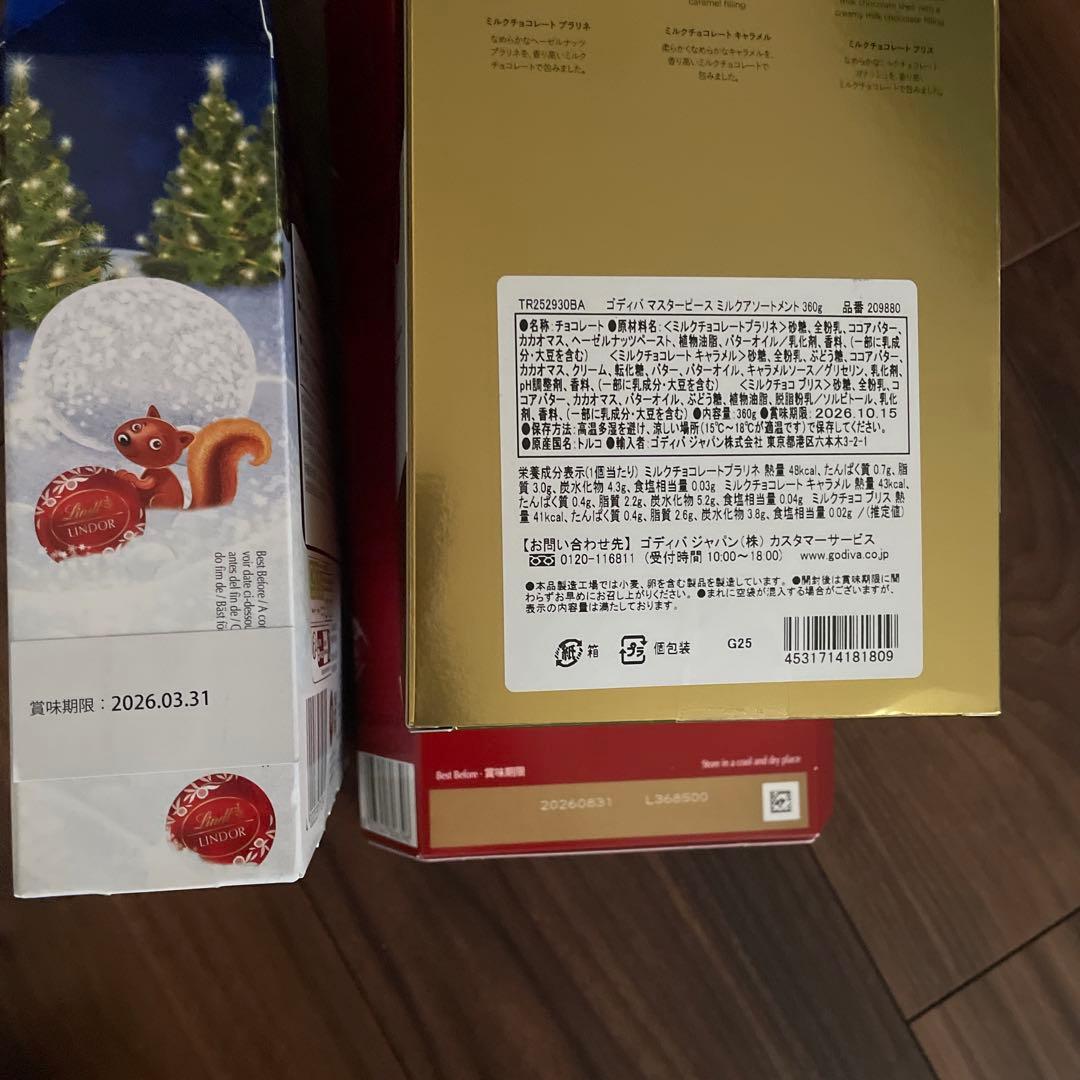 caramel filling
milk chocolate shell with a
creamy milk chocolate filling
ミルクチョコレート プラリネ
なめらかなヘーゼルナッツ
プラリネを、香り高いミルク
チョコレートで包みました。
ミルクチョコレート キャラメル
柔らかくなめらかなキャラメルを、
香り高いミルクチョコレートで
包みました。
ミルクチョコレート ブリス
なめらかなミルクチョコレート
ガナッシュを、香り高い
ミルクチョコレートで包みました。
TR252930BA ゴディバ マスターピース ミルクアソートメント 360g 品番 209880
●名称:チョコレート ●原材料名:<ミルクチョコレートプラリネ>砂糖、全粉乳、ココアバター、
カカオマス、ヘーゼルナッツペースト、植物油脂、バターオイル/乳化剤、香料、(一部に乳成
分・大豆を含む) <ミルクチョコレート キャラメル>砂糖、全粉乳、ぶどう糖、ココアバター、
カカオマス、クリーム、転化糖、バター、バターオイル、キャラメルソース/グリセリン、乳化剤、
pH調整剤、香料、(一部に乳成分・大豆を含む) <ミルクチョコ ブリス>砂糖、全粉乳、コ
コアバター、カカオマス、バターオイル、ぶどう糖、植物油脂、脱脂粉乳/ソルビトール、乳化
剤、香料、(一部に乳成分・大豆を含む) ●内容量:360g ●賞味期限:2026.10.15
●保存方法:高温多湿を避け、涼しい場所(15℃～18℃が適温です)で保存してください。
●原産国名:トルコ ●輸入者:ゴディバ ジャパン株式会社 東京都港区六本木3-2-1
栄養成分表示(1個当たり) ミルクチョコレートプラリネ 熱量 48kcal、たんぱく質 0.7g、脂
質 3.0g、炭水化物 4.3g、食塩相当量 0.03g ミルクチョコレート キャラメル 熱量 43kcal、
たんぱく質 0.4g、脂質 2.2g、炭水化物 5.2g、食塩相当量 0.04g ミルクチョコ ブリス 熱
量 41kcal、たんぱく質 0.4g、脂質 2.6g、炭水化物 3.8g、食塩相当量 0.02g /(推定値)
【お問い合わせ先】 ゴディバ ジャパン(株) カスタマーサービス
0120-116811 (受付時間 10:00～18:00) www.godiva.co.jp
●本品製造工場では小麦、卵を含む製品を製造しています。 ●開封後は賞味期限に関
わらずお早めにお召し上がりください。 ●まれに空袋が混入する場合がございますが、
表示の内容量は満たしております。
紙 箱 プラ 個包装 G25
4531714181809
Lindt
LINDOR
Best Before / A co
voir date ci-dessou
antes del fin de / C
do fim de / Bäst fö
賞味期限：2026.03.31
Lindt
LINDOR
Best Before・賞味期限
Store in a cool and dry place
20260831 L368500